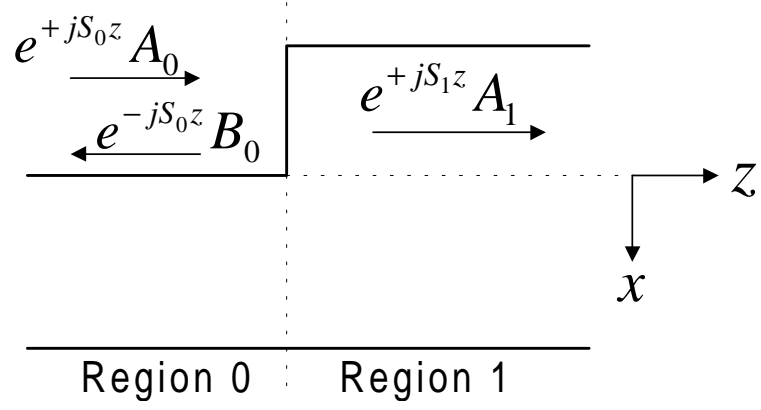 e^{+jS_0z} A_0
e^{-jS_0z} B_0
e^{+jS_1z} A_1
z
x
Region 0
Region 1